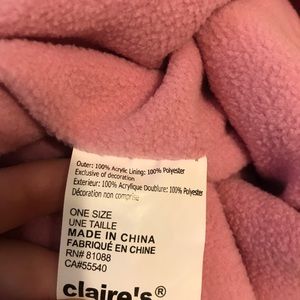 Outer: 100% Acrylic Lining: 100% Polyester
Exclusive of decoration
Exterieur: 100% Acrylique Doublure: 100% Polyester
Décoration non comprise
ONE SIZE
UNE TAILLE
MADE IN CHINA
FABRIQUÉ EN CHINE
RN# 81088
CA#55540
claire's®